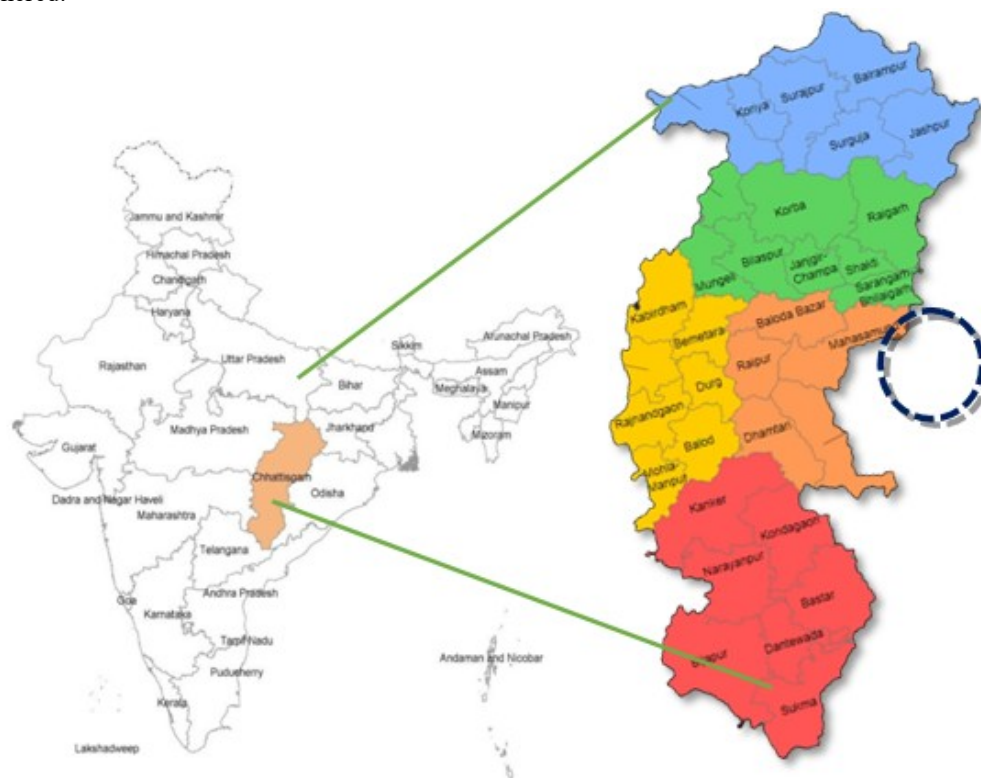 Jammu and Kashmir
Himachal Pradesh
Chandigarh
Haryana
Rajasthan
Uttar Pradesh
Sikkim
Arunachal Pradesh
Assam
Bihar
Meghalaya
Manipur
Mizoram
Jharkhand
Madhya Pradesh
Gujarat
Chhattisgarh
Odisha
Dadra and Nagar Haveli
Maharashtra
Telangana
Andhra Pradesh
Goa
Karnataka
Tamil Nadu
Puduerry
Kerala
Lakshadweep
Andaman and Nicobar
Koriya
Surajpur
Balrampur
Surguja
Jashpur
Korba
Raigarh
Bilaspur
Mungeli
Janjgir-
Champa
Shakti
Sarangarh
Bhilaigarh
Kabirdham
Bemetara
Baloda Bazar
Mahasamund
Raipur
Durg
Rajnandgaon
Balod
Dhamtari
Mohla-
Manpur
Kanker
Kondagaon
Narayanpur
Bastar
Dantewada
Sukma